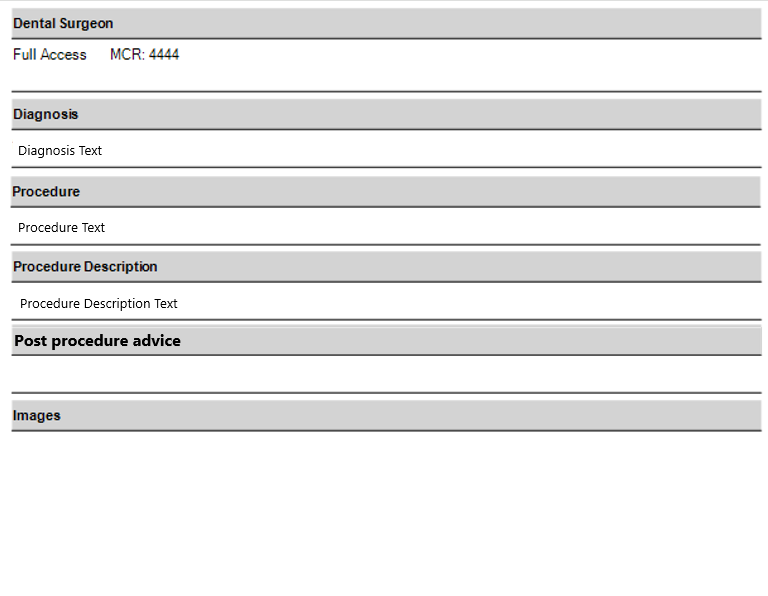 Dental Surgeon
Full Access MCR: 4444
Diagnosis
Diagnosis Text
Procedure
Procedure Text
Procedure Description
Procedure Description Text
Post procedure advice
Images